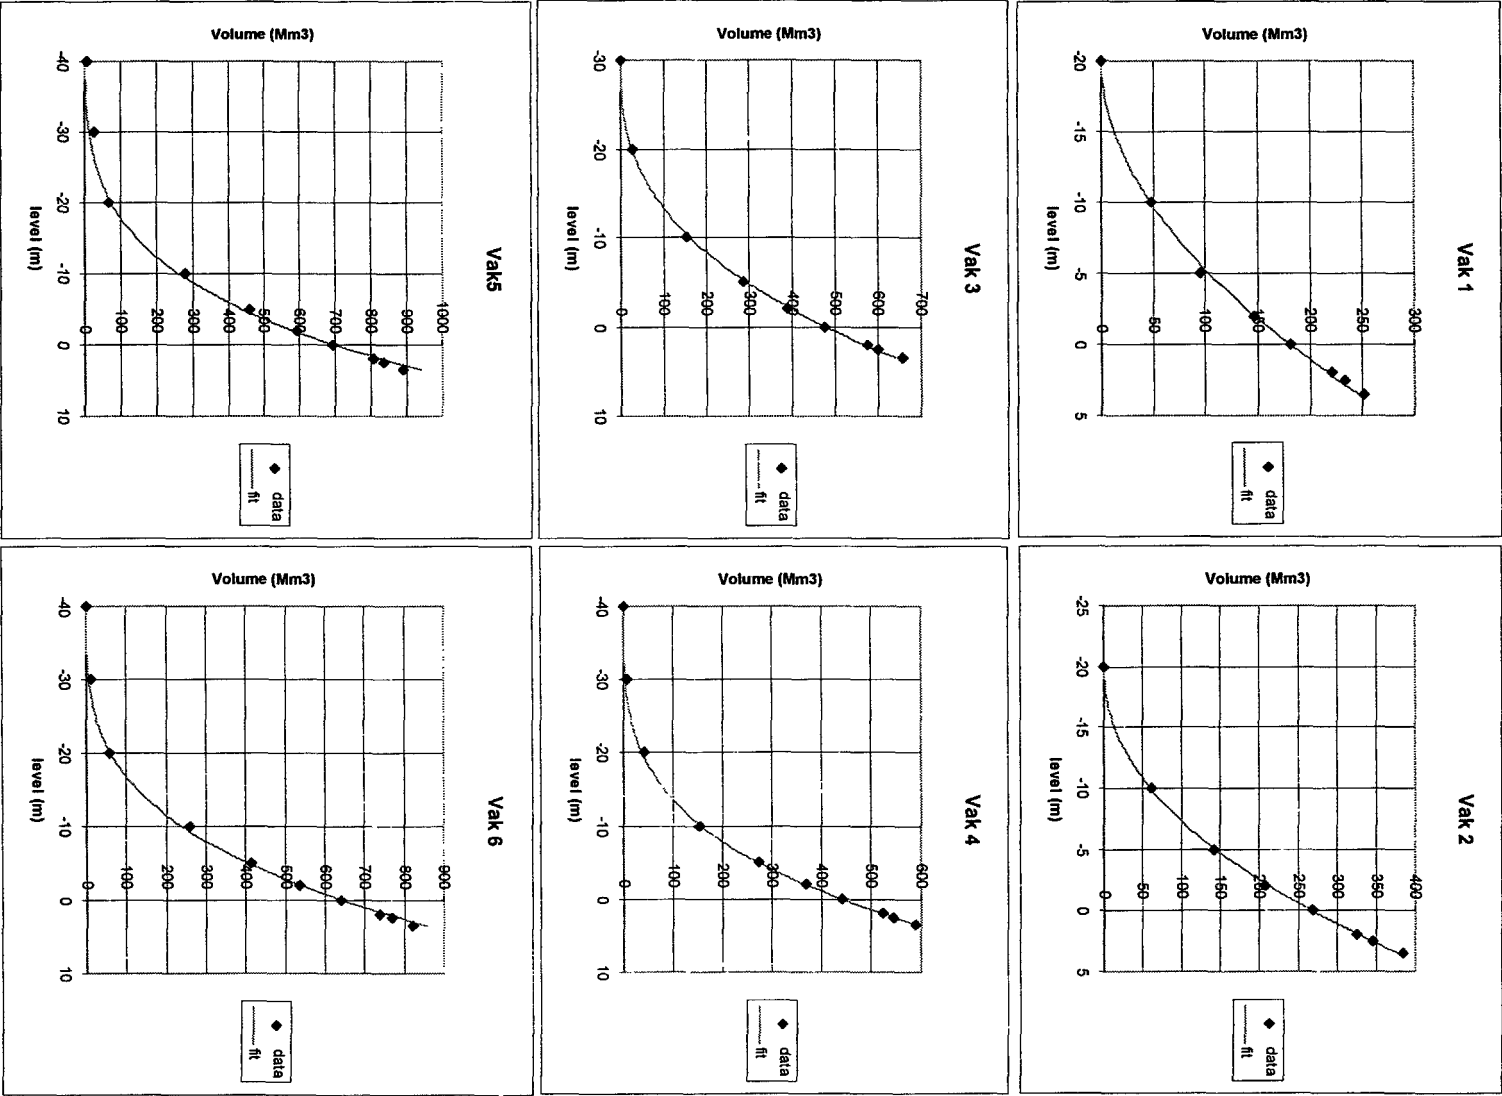 Vak 1
Volume (Mm3)
300
250
200
150
100
50
0
-20 -15 -10 -5 0 5
level (m)
data
fit
Vak 2
Volume (Mm3)
400
350
300
250
200
150
100
50
0
-25 -20 -15 -10 -5 0 5
level (m)
data
fit
Vak 3
Volume (Mm3)
700
600
500
400
300
200
100
0
-30 -20 -10 0 10
level (m)
data
fit
Vak 4
Volume (Mm3)
600
500
400
300
200
100
0
-40 -30 -20 -10 0 10
level (m)
data
fit
Vak5
Volume (Mm3)
1000
900
800
700
600
500
400
300
200
100
0
-40 -30 -20 -10 0 10
level (m)
data
fit
Vak 6
Volume (Mm3)
900
800
700
600
500
400
300
200
100
0
-40 -30 -20 -10 0 10
level (m)
data
fit